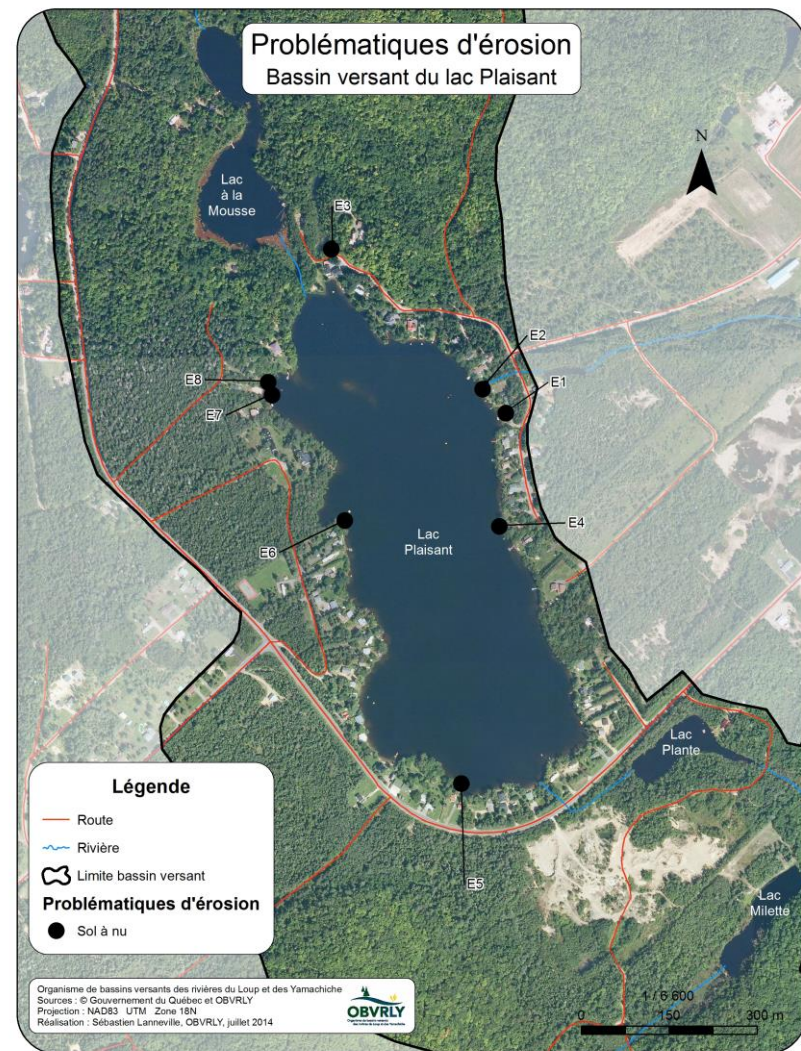 Problématiques d'érosion
Bassin versant du lac Plaisant
N
Lac
à la
Mousse
E3
E2
E1
E8
E7
E6
E4
Lac
Plaisant
Lac
Plante
E5
Lac
Milette
Légende
Route
Rivière
Limite bassin versant
Problématiques d'érosion
Sol à nu
Organisme de bassins versants des rivières du Loup et des Yamachiche
Sources : © Gouvernement du Québec et OBVRLY
Projection : NAD83 UTM Zone 18N
Réalisation : Sébastien Lanneville, OBVRLY, juillet 2014
OBVRLY
1 / 6 600
0 150 300 m